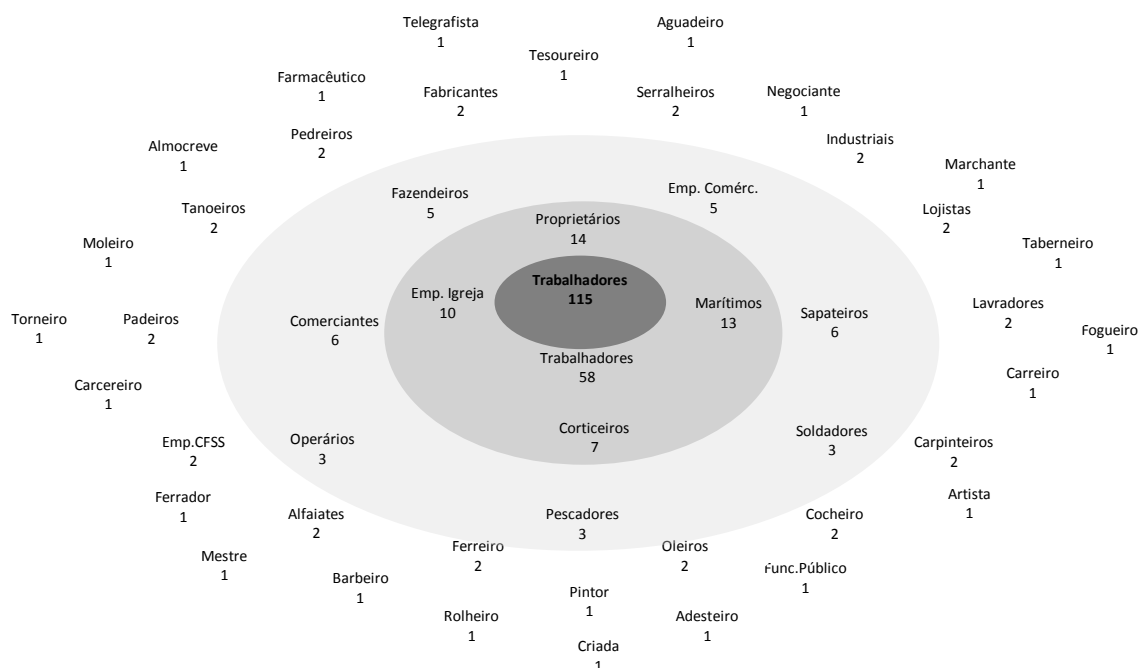 Telegrafista
1
Aguadeiro
1
Tesoureiro
1
Farmacêutico
1
Fabricantes
2
Serralheiros
2
Negociante
1
Pedreiros
2
Almocreve
1
Industriais
2
Marchante
1
Fazendeiros
5
Emp. Comérc.
5
Tanoeiros
2
Lojistas
2
Proprietários
14
Moleiro
1
Taberneiro
1
Trabalhadores
115
Emp. Igreja
10
Marítimos
13
Torneiro
1
Padeiros
2
Comerciantes
6
Sapateiros
6
Lavradores
2
Fogueiro
1
Trabalhadores
58
Carcereiro
1
Carreiro
1
Corticeiros
7
Emp.CFSS
2
Operários
3
Soldadores
3
Carpinteiros
2
Ferrador
1
Alfaiates
2
Pescadores
3
Cocheiro
2
Artista
1
Mestre
1
Ferreiro
2
Oleiros
2
Func.Público
1
Barbeiro
1
Pintor
1
Rolheiro
1
Adesteiro
1
Criada
1